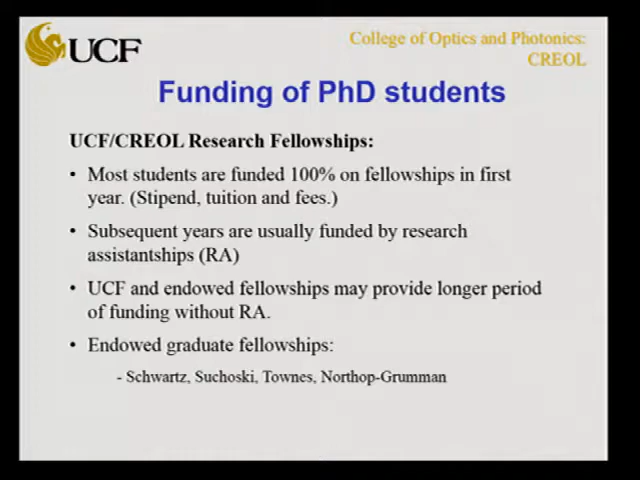 UCF
College of Optics and Photonics:
CREOL
Funding of PhD students
UCF/CREOL Research Fellowships:
• Most students are funded 100% on fellowships in first
year. (Stipend, tuition and fees.)
• Subsequent years are usually funded by research
assistantships (RA)
• UCF and endowed fellowships may provide longer period
of funding without RA.
• Endowed graduate fellowships:
- Schwartz, Suchoski, Townes, Northop-Grumman